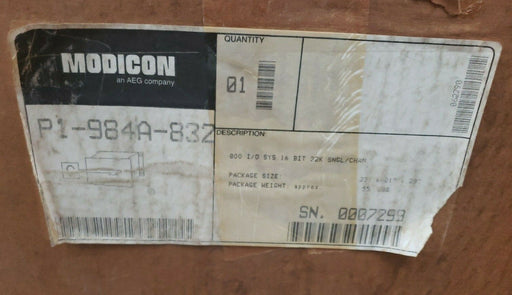 MODICON
an AEG company
QUANTITY
01
P1-984A-832
DESCRIPTION
800 I/O SYS 16 BIT 32K SNGL/CHAN
PACKAGE SIZE:
PACKAGE WEIGHT: approx
SN. 0007299